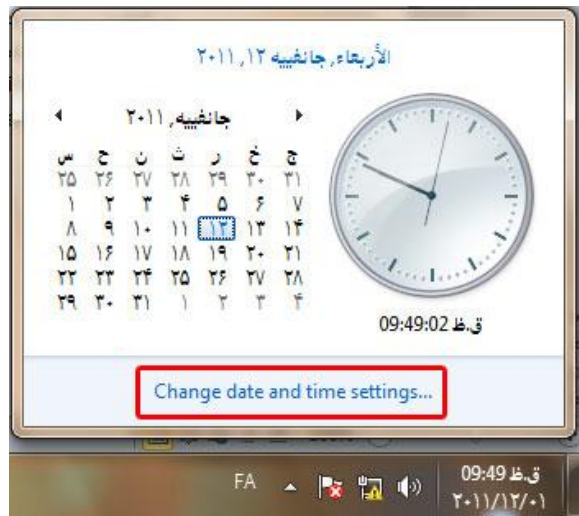 الأربعاء, جانفييه ۱۲, ۲۰۱۱
جانفييه, ۲۰۱۱
س ح ن ث ر خ ج
۲۵ ۲۶ ۲۷ ۲۸ ۲۹ ۳۰ ۳۱
۱ ۲ ۳ ۴ ۵ ۶ ۷
۸ ۹ ۱۰ ۱۱ ۱۲ ۱۳ ۱۴
۱۵ ۱۶ ۱۷ ۱۸ ۱۹ ۲۰ ۲۱
۲۲ ۲۳ ۲۴ ۲۵ ۲۶ ۲۷ ۲۸
۲۹ ۳۰ ۳۱ ۱ ۲ ۳ ۴
09:49:02 ق.ظ
Change date and time settings...
FA
09:49 ق.ظ
۲۰۱۱/۱۲/۰۱